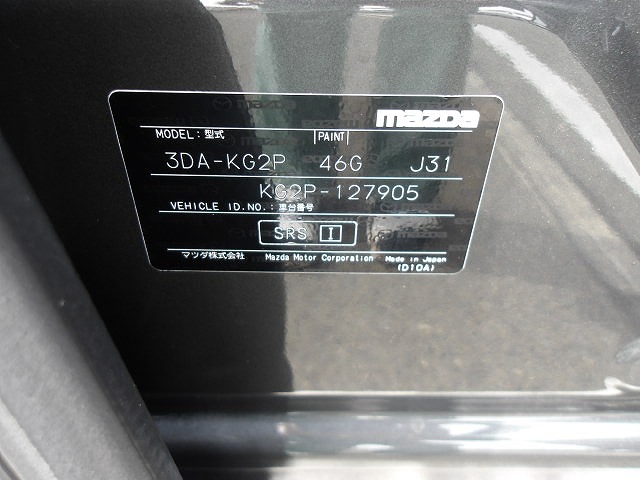 mazda
MODEL: 型式 PAINT
3DA-KG2P 46G J31
KG2P-127905
VEHICLE ID.NO.: 車台番号
SRS I
マツダ株式会社 Mazda Motor Corporation Made in Japan
(D10A)